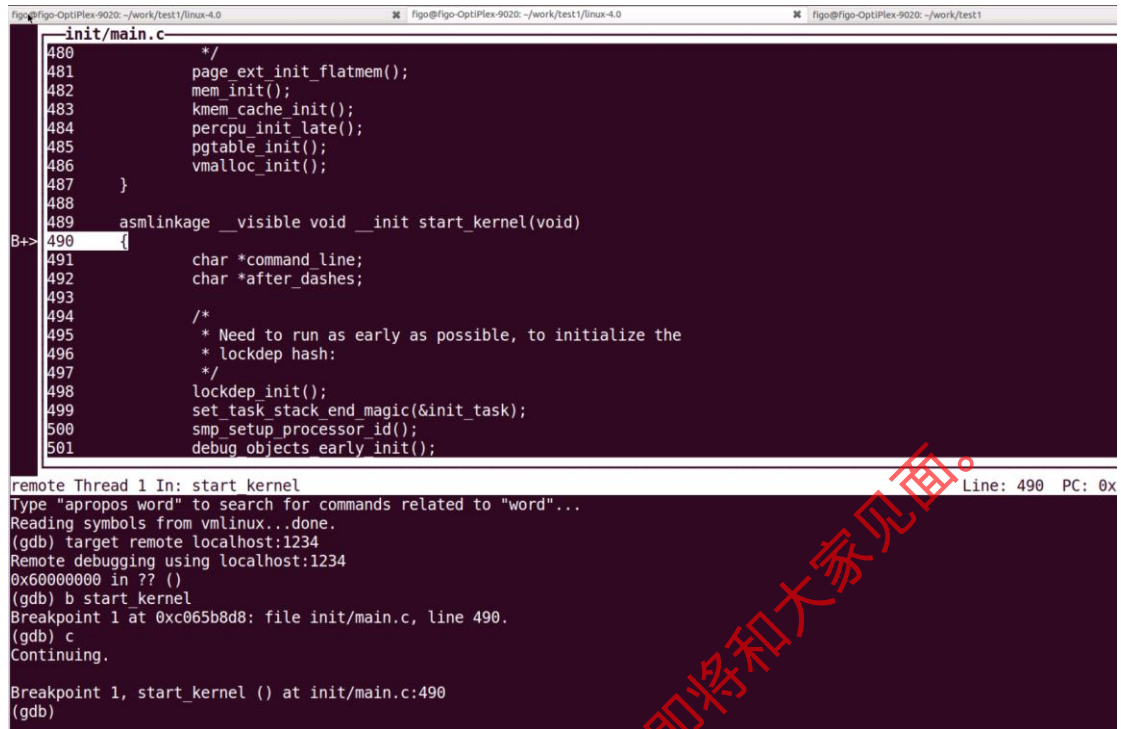 figo@figo-OptiPlex-9020: ~/work/test1/linux-4.0 ✖ figo@figo-OptiPlex-9020: ~/work/test1/linux-4.0 ✖ figo@figo-OptiPlex-9020: ~/work/test1
init/main.c
480 */
481 page_ext_init_flatmem();
482 mem_init();
483 kmem_cache_init();
484 percpu_init_late();
485 pgtable_init();
486 vmalloc_init();
487 }
488
489 asmlinkage __visible void __init start_kernel(void)
B+> 490 {
491 char *command_line;
492 char *after_dashes;
493
494 /*
495 * Need to run as early as possible, to initialize the
496 * lockdep hash:
497 */
498 lockdep_init();
499 set_task_stack_end_magic(&init_task);
500 smp_setup_processor_id();
501 debug_objects_early_init();
remote Thread 1 In: start_kernel Line: 490 PC: 0x
Type "apropos word" to search for commands related to "word"...
Reading symbols from vmlinux...done.
(gdb) target remote localhost:1234
Remote debugging using localhost:1234
0x60000000 in ?? ()
(gdb) b start_kernel
Breakpoint 1 at 0xc065b8d8: file init/main.c, line 490.
(gdb) c
Continuing.
Breakpoint 1, start_kernel () at init/main.c:490
(gdb)
即将和大家见面。